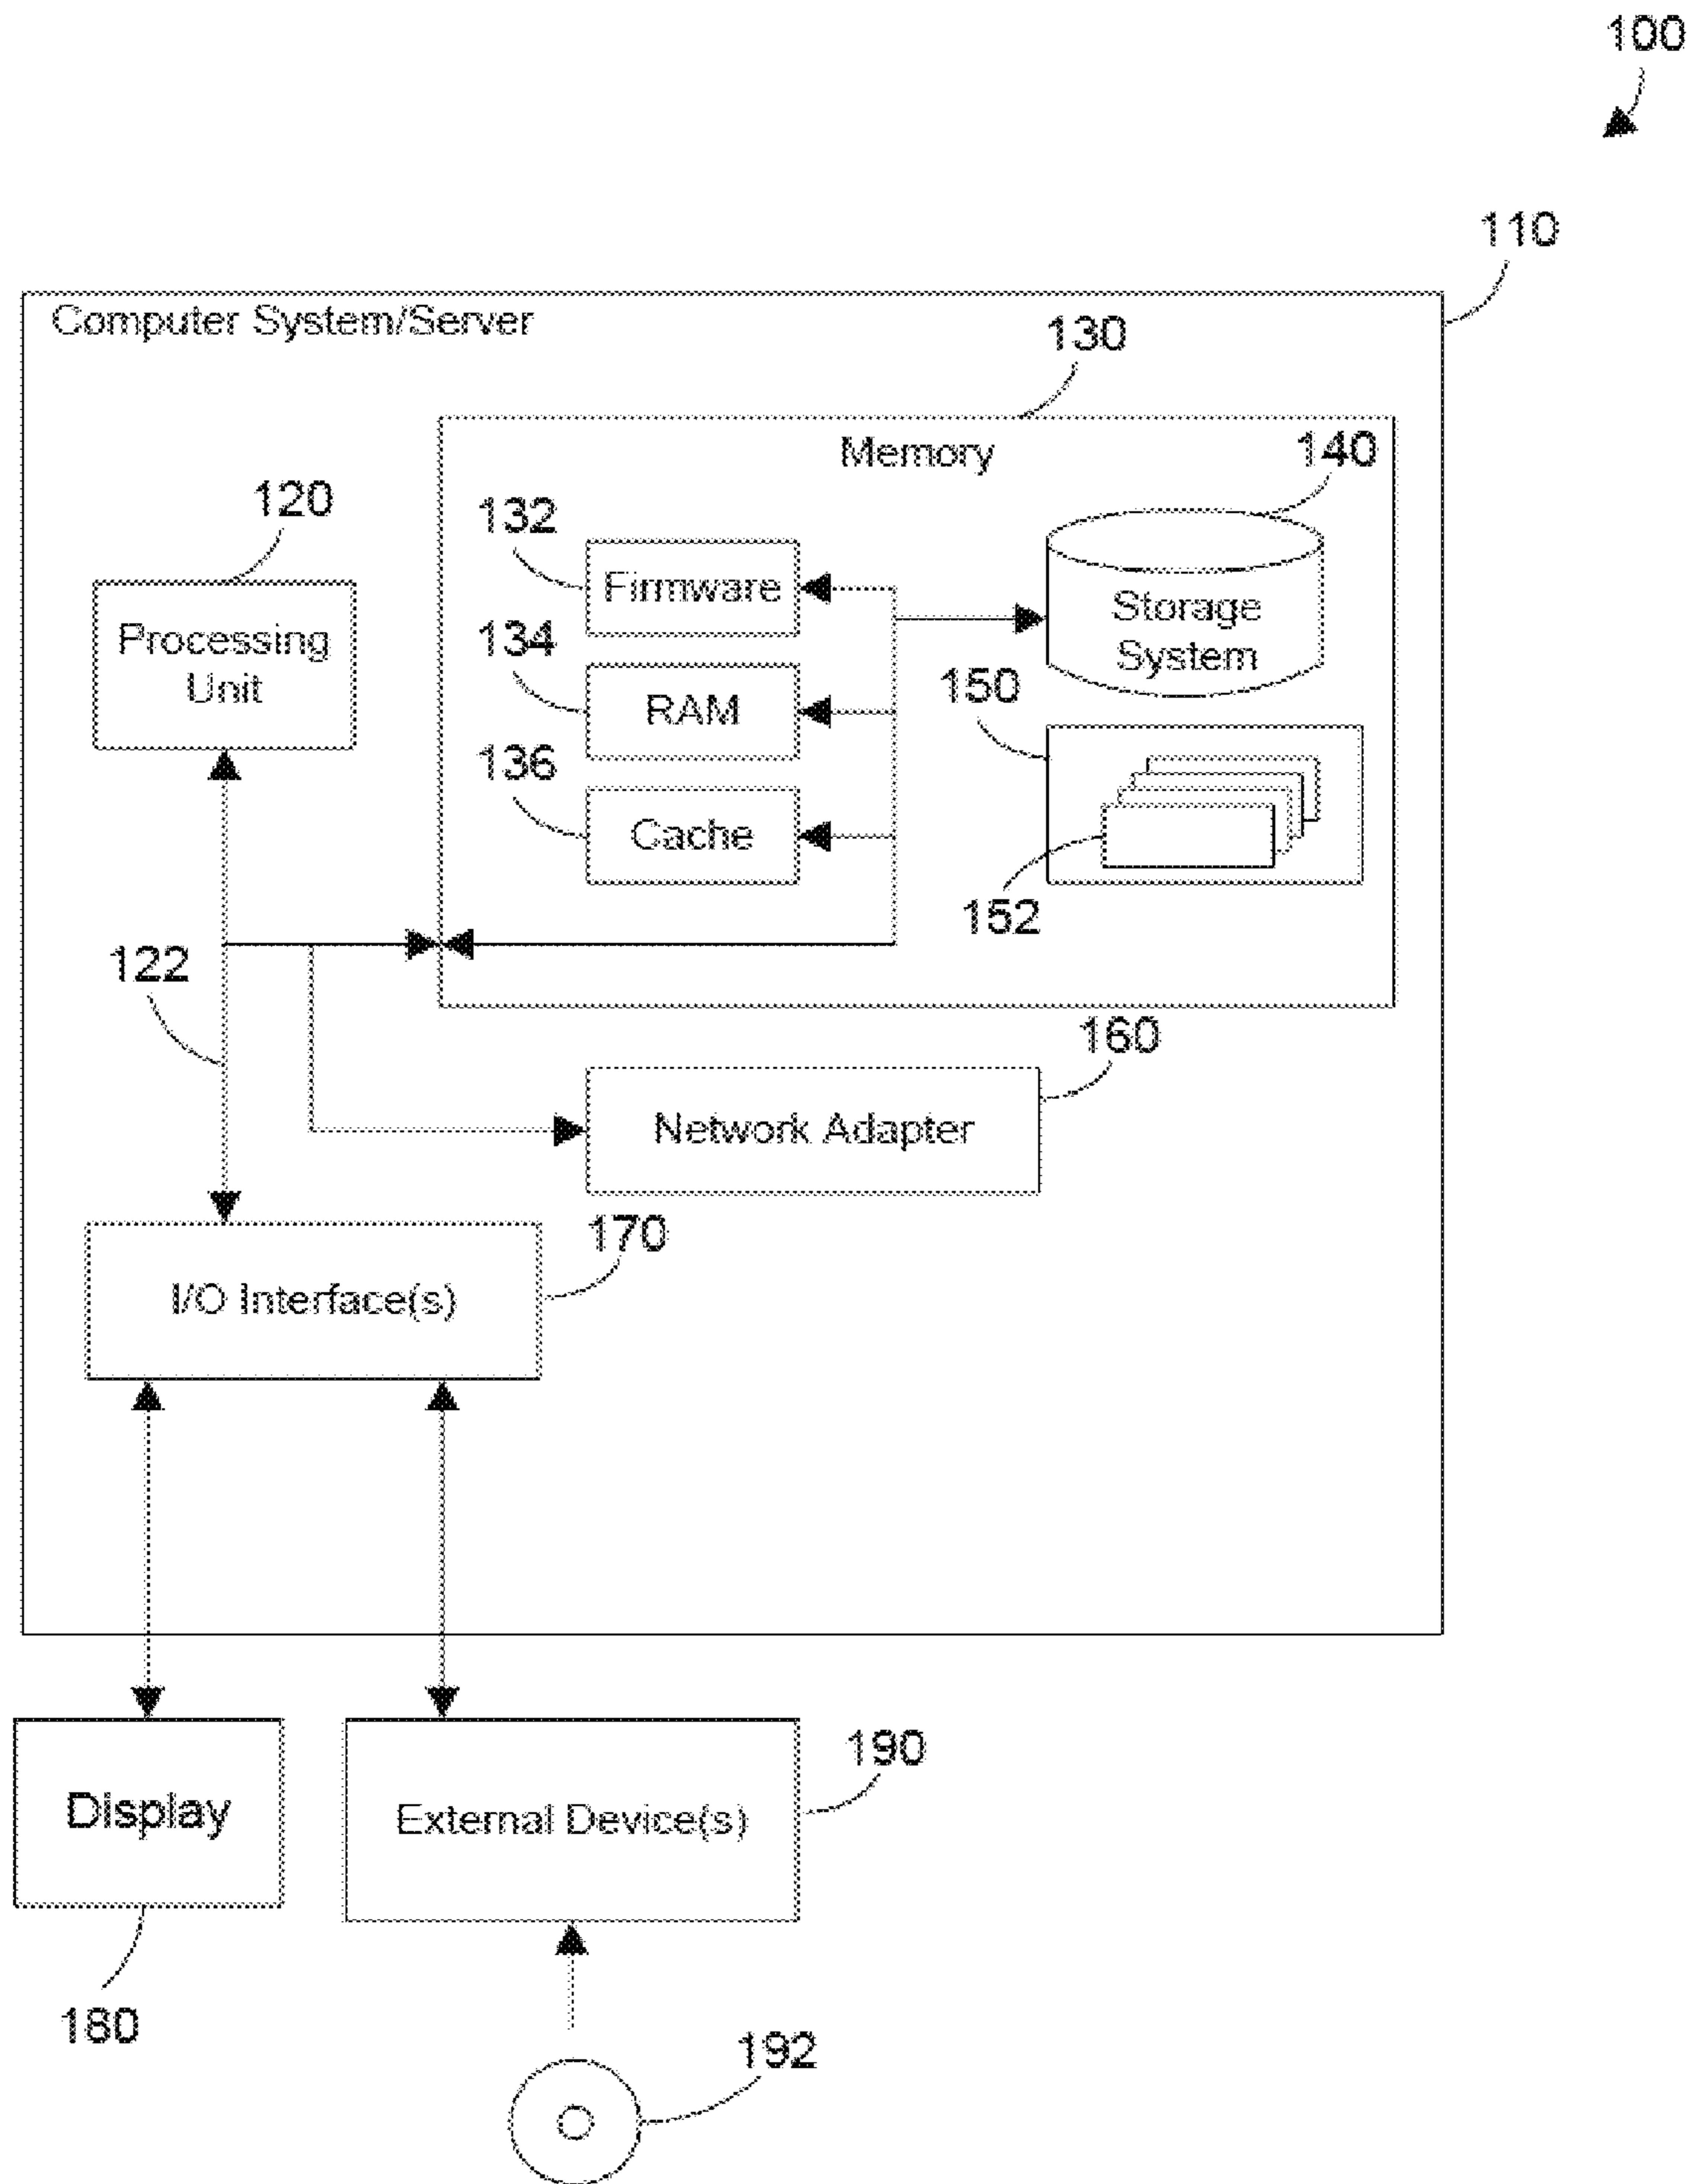 100
110
Computer System/Server
130
Memory
140
120
132
Firmware
Storage
System
Processing
Unit
134
RAM
150
136
Cache
152
122
160
Network Adapter
170
I/O Interface(s)
190
Display
External Device(s)
180
192